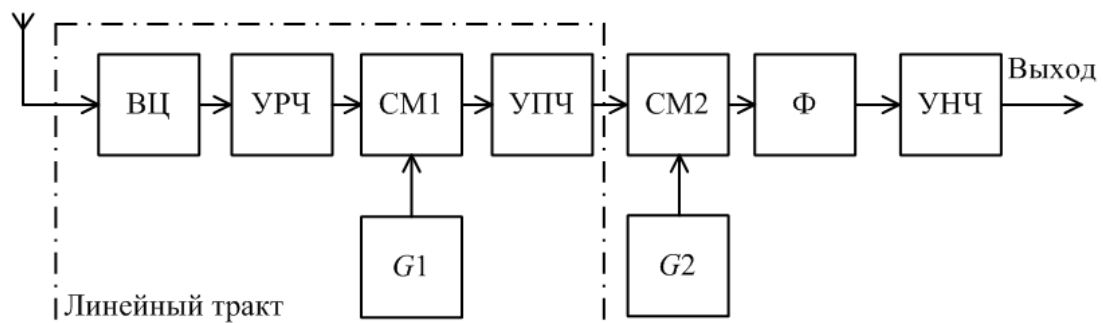 Выход
ВЦ
УРЧ
СМ1
УПЧ
СМ2
Ф
УНЧ
G1
G2
Линейный тракт